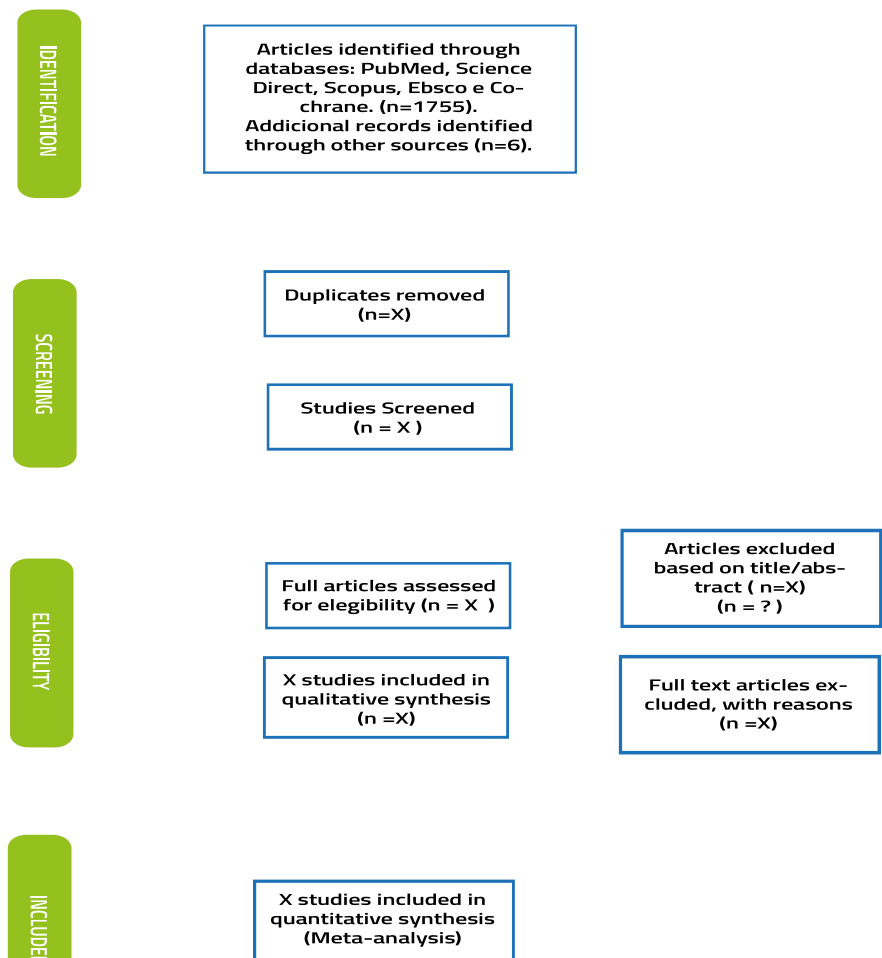 IDENTIFICATION
Articles identified through
databases: PubMed, Science
Direct, Scopus, Ebsco e Co-
chrane. (n=1755).
Addicional records identified
through other sources (n=6).
SCREENING
Duplicates removed
(n=X)
Studies Screened
(n = X )
ELIGIBILITY
Full articles assessed
for elegibility (n = X  )
Articles excluded
based on title/abs-
tract ( n=X)
(n = ? )
X studies included in
qualitative synthesis
(n =X)
Full text articles ex-
cluded, with reasons
(n =X)
INCLUDED
X studies included in
quantitative synthesis
(Meta-analysis)